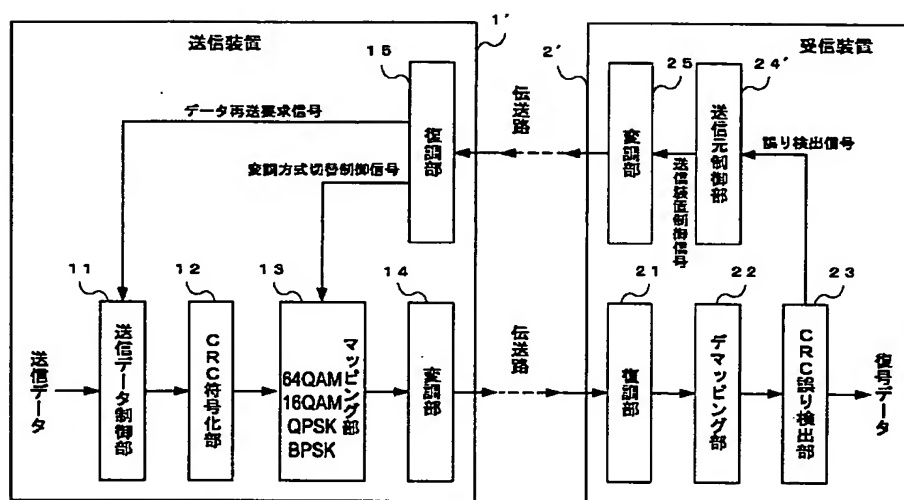 送信装置
1'
2'
受信装置
15
25
24'
データ再送要求信号
復調部
伝送路
変調部
送信元制御部
誤り検出信号
変調方式切替制御信号
送信装置制御信号
11
12
13
14
21
22
23
送信データ
送信データ制御部
CRC符号化部
マッピング部
64QAM
16QAM
QPSK
BPSK
変調部
伝送路
復調部
デマッピング部
CRC誤り検出部
復号データ